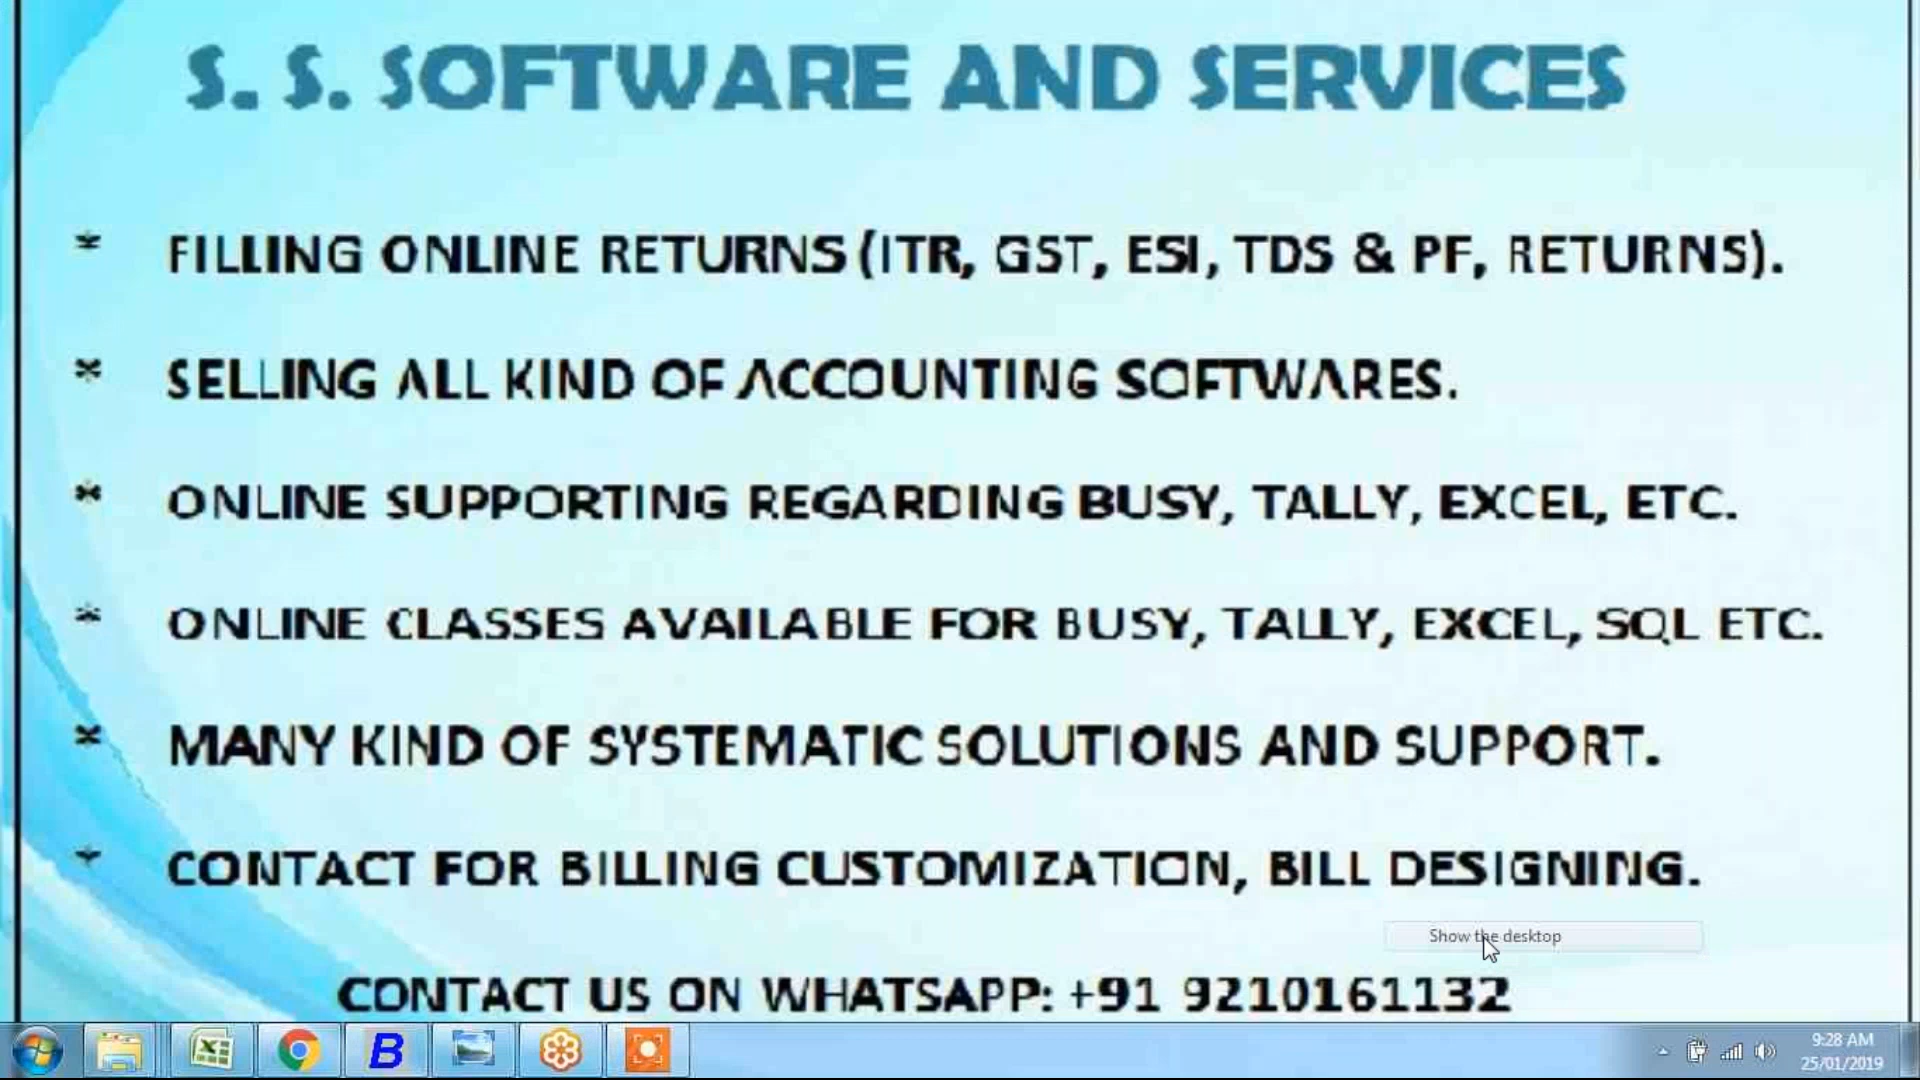 S. S. SOFTWARE AND SERVICES
* FILLING ONLINE RETURNS (ITR, GST, ESI, TDS & PF, RETURNS).
* SELLING ALL KIND OF ACCOUNTING SOFTWARES.
* ONLINE SUPPORTING REGARDING BUSY, TALLY, EXCEL, ETC.
* ONLINE CLASSES AVAILABLE FOR BUSY, TALLY, EXCEL, SQL ETC.
* MANY KIND OF SYSTEMATIC SOLUTIONS AND SUPPORT.
* CONTACT FOR BILLING CUSTOMIZATION, BILL DESIGNING.
Show the desktop
CONTACT US ON WHATSAPP: +91 9210161132
B
9:28 AM
25/01/2019